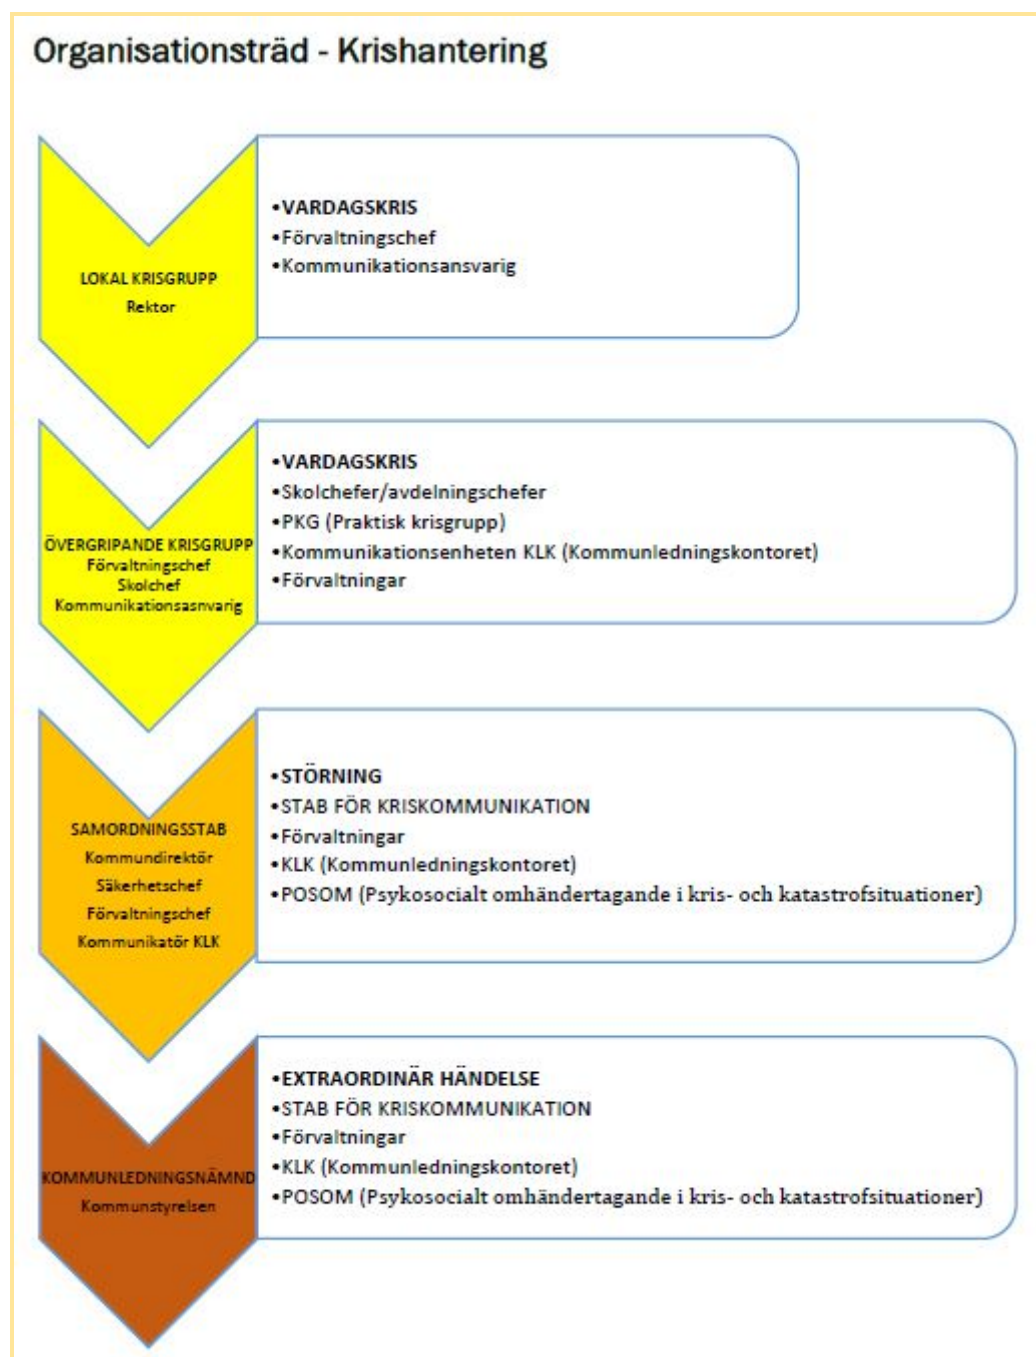 Organisationsträd - Krishantering
LOKAL KRISGRUPP
Rektor
•VARDAGSKRIS
•Förvaltningschef
•Kommunikationsansvarig
ÖVERGRIPANDE KRISGRUPP
Förvaltningschef
Skolchef
Kommunikationsasnvarig
•VARDAGSKRIS
•Skolchefer/avdelningschefer
•PKG (Praktisk krisgrupp)
•Kommunikationsenheten KLK (Kommunledningskontoret)
•Förvaltningar
SAMORDNINGSSTAB
Kommundirektör
Säkerhetschef
Förvaltningschef
Kommunikatör KLK
•STÖRNING
•STAB FÖR KRISKOMMUNIKATION
•Förvaltningar
•KLK (Kommunledningskontoret)
•POSOM (Psykosocialt omhändertagande i kris- och katastrofsituationer)
KOMMUNLEDNINGSNÄMND
Kommunstyrelsen
•EXTRAORDINÄR HÄNDELSE
•STAB FÖR KRISKOMMUNIKATION
•Förvaltningar
•KLK (Kommunledningskontoret)
•POSOM (Psykosocialt omhändertagande i kris- och katastrofsituationer)